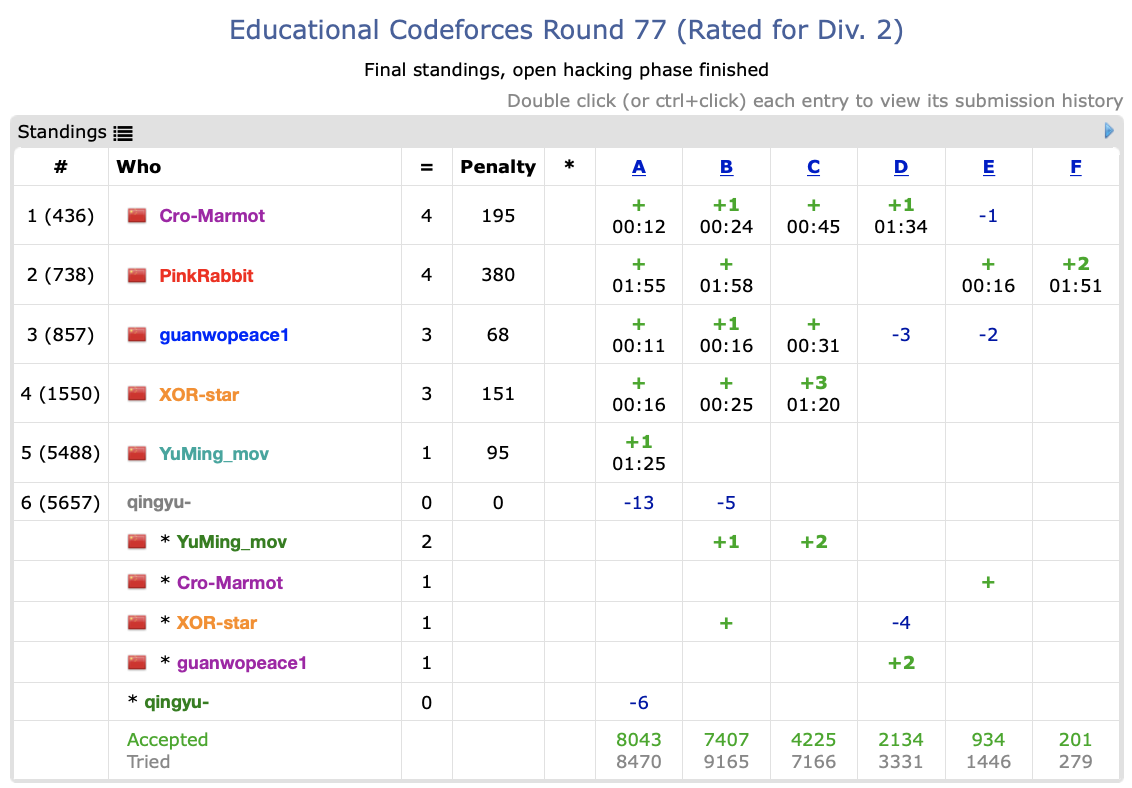 Educational Codeforces Round 77 (Rated for Div. 2)
Final standings, open hacking phase finished
Double click (or ctrl+click) each entry to view its submission history
Standings
# Who = Penalty * A B C D E F
1 (436) Cro-Marmot 4 195 + +1 + +1 -1
00:12 00:24 00:45 01:34
2 (738) PinkRabbit 4 380 + + + +2
01:55 01:58 00:16 01:51
3 (857) guanwopeace1 3 68 + +1 + -3 -2
00:11 00:16 00:31
4 (1550) XOR-star 3 151 + + +3
00:16 00:25 01:20
5 (5488) YuMing_mov 1 95 +1
01:25
6 (5657) qingyu- 0 0 -13 -5
* YuMing_mov 2 +1 +2
* Cro-Marmot 1 +
* XOR-star 1 + -4
* guanwopeace1 1 +2
* qingyu- 0 -6
Accepted 8043 7407 4225 2134 934 201
Tried 8470 9165 7166 3331 1446 279